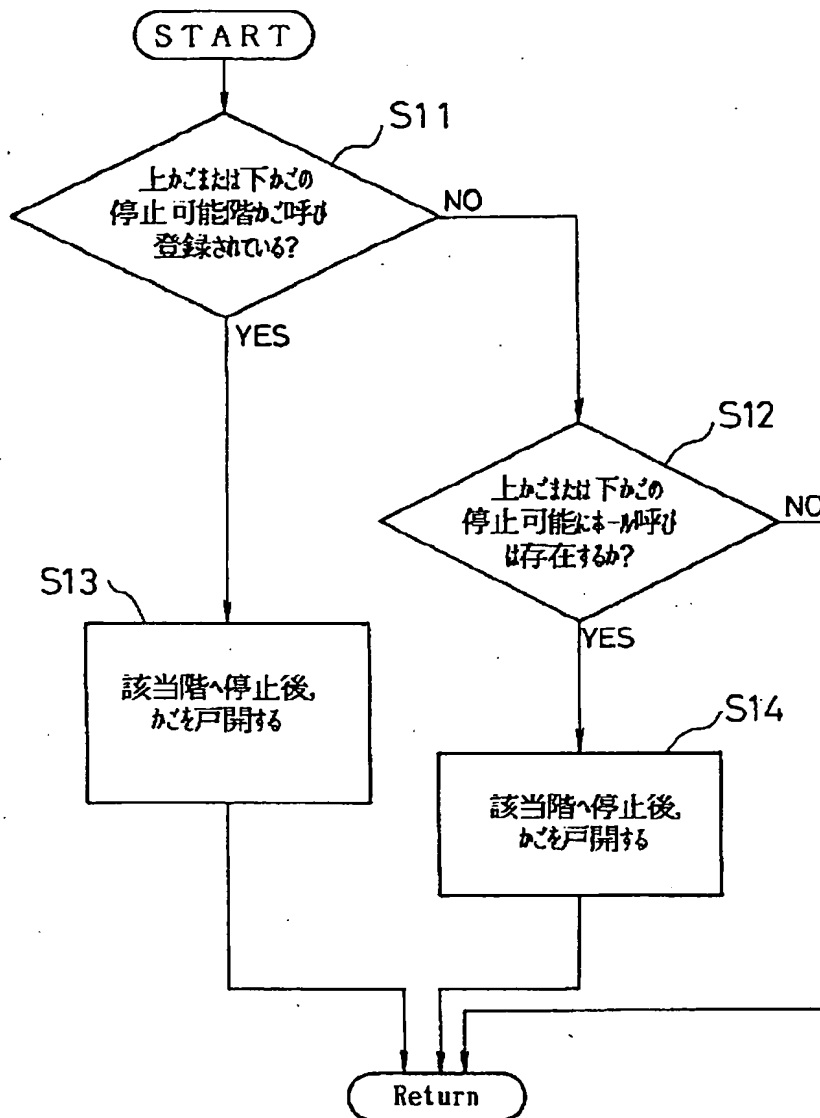 START
S11
上かごまたは下かごの
停止可能階かご呼び
登録されている?
NO
YES
S12
上かごまたは下かごの
停止可能にホール呼び
は存在するか?
NO
YES
S13
該当階へ停止後,
かごを戸開する
S14
該当階へ停止後,
かごを戸開する
Return